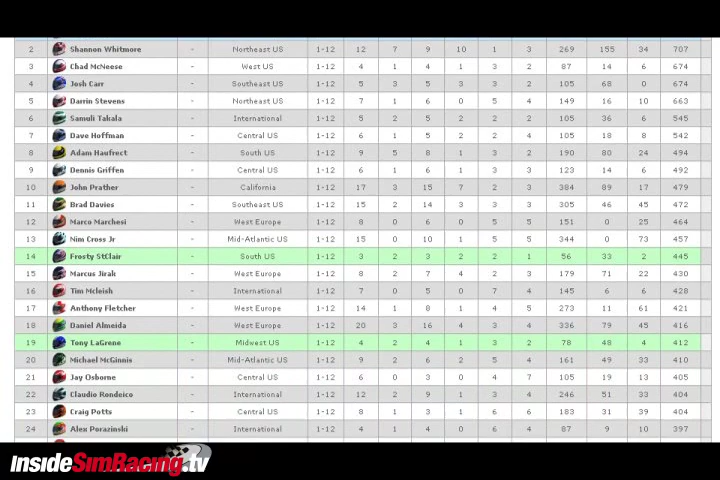 2 Shannon Whitmore - Northeast US 1-12 12 7 9 10 1 3 269 155 34 707
3 Chad McNeese - West US 1-12 4 1 4 1 3 2 87 14 6 674
4 Josh Carr - Southeast US 1-12 5 3 5 3 3 2 105 68 0 674
5 Darrin Stevens - Northeast US 1-12 7 1 6 0 5 4 149 16 10 663
6 Samuli Takala - International 1-12 5 2 5 2 2 2 105 36 6 545
7 Dave Hoffman - Central US 1-12 6 1 5 2 2 4 105 18 8 542
8 Adam Haufrect - South US 1-12 9 5 8 1 3 2 190 80 24 494
9 Dennis Griffen - Central US 1-12 6 1 6 1 3 3 123 14 6 492
10 John Prather - California 1-12 17 3 15 7 2 3 384 89 17 479
11 Brad Davies - Southeast US 1-12 15 2 14 3 3 3 305 46 45 472
12 Marco Marchesi - West Europe 1-12 8 0 6 0 5 5 151 0 25 464
13 Nim Cross Jr - Mid-Atlantic US 1-12 15 0 10 1 5 5 344 0 73 457
14 Frosty StClair - South US 1-12 3 2 3 2 2 1 56 33 2 445
15 Marcus Jirak - West Europe 1-12 8 2 7 4 2 3 179 71 22 430
16 Tim Mcleish - International 1-12 7 0 5 0 7 4 145 6 6 428
17 Anthony Fletcher - West Europe 1-12 14 1 8 1 4 5 273 11 61 421
18 Daniel Almeida - West Europe 1-12 20 3 16 4 3 4 336 79 45 416
19 Tony LaGrene - Midwest US 1-12 4 2 4 1 3 2 78 48 4 412
20 Michael McGinnis - Mid-Atlantic US 1-12 9 2 6 2 5 4 161 49 33 410
21 Jay Osborne - Central US 1-12 6 0 3 0 4 7 105 19 13 405
22 Claudio Rondeico - International 1-12 12 2 9 1 3 4 246 51 33 404
23 Craig Potts - Central US 1-12 8 1 3 1 6 6 183 31 39 404
24 Alex Porazinski - International 1-12 4 1 4 0 6 4 87 9 10 397
InsideSimRacing.tv